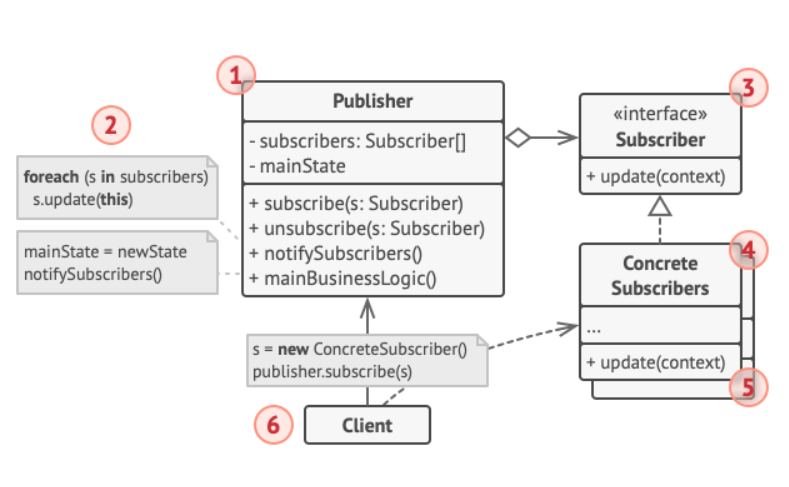 1
Publisher
- subscribers: Subscriber[]
- mainState
+ subscribe(s: Subscriber)
+ unsubscribe(s: Subscriber)
+ notifySubscribers()
+ mainBusinessLogic()
2
foreach (s in subscribers)
s.update(this)
mainState = newState
notifySubscribers()
3
«interface»
Subscriber
+ update(context)
4
Concrete
Subscribers
...
+ update(context)
5
s = new ConcreteSubscriber()
publisher.subscribe(s)
6
Client